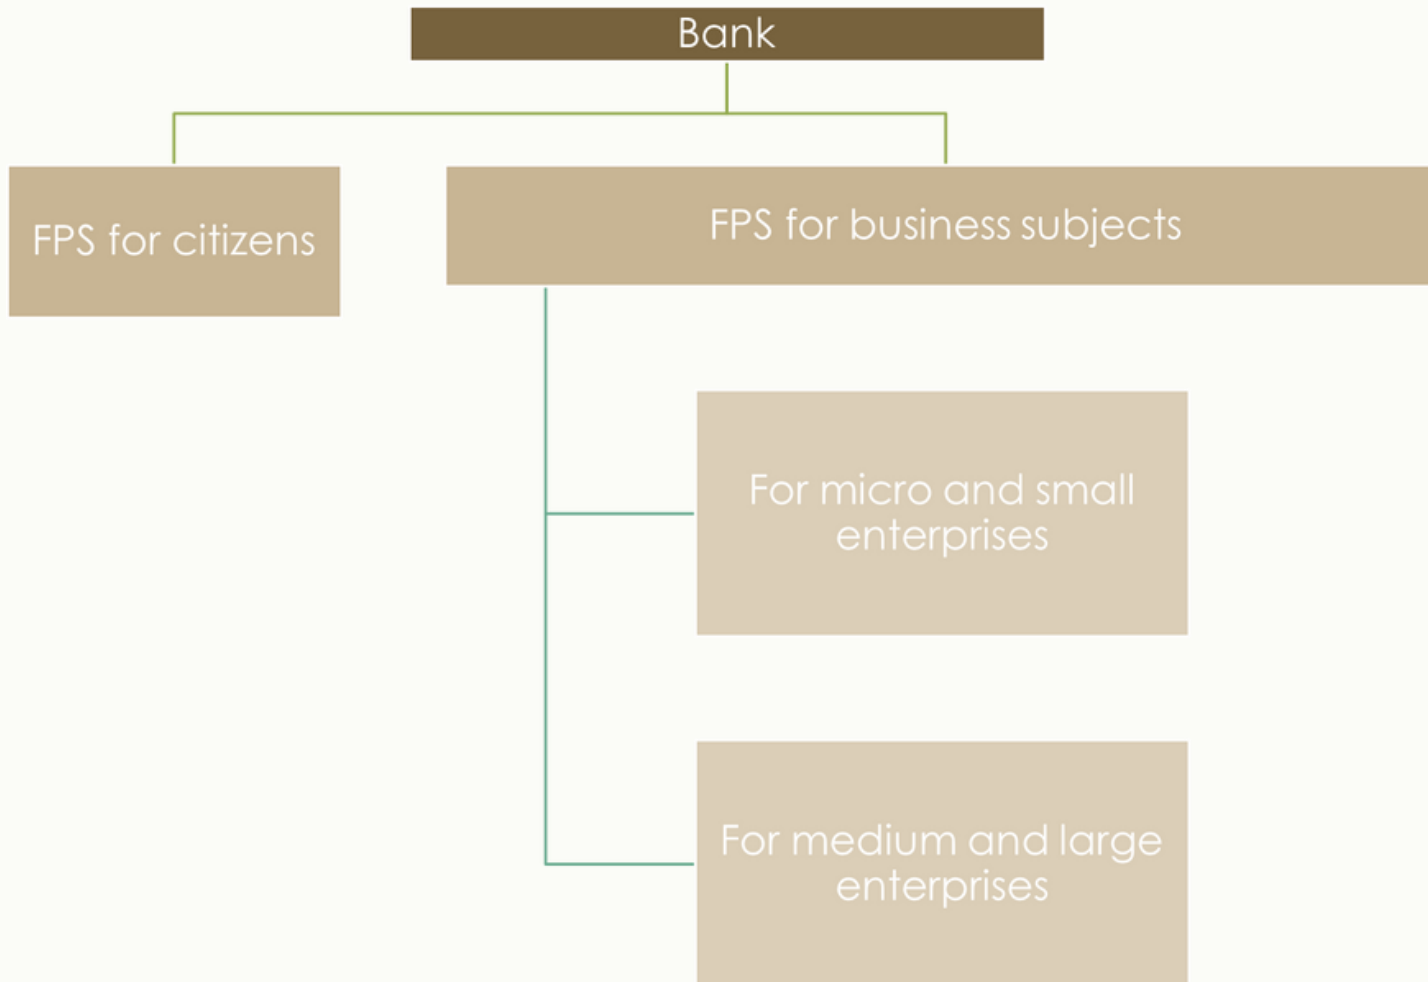 Bank
FPS for citizens
FPS for business subjects
For micro and small
enterprises
For medium and large
enterprises